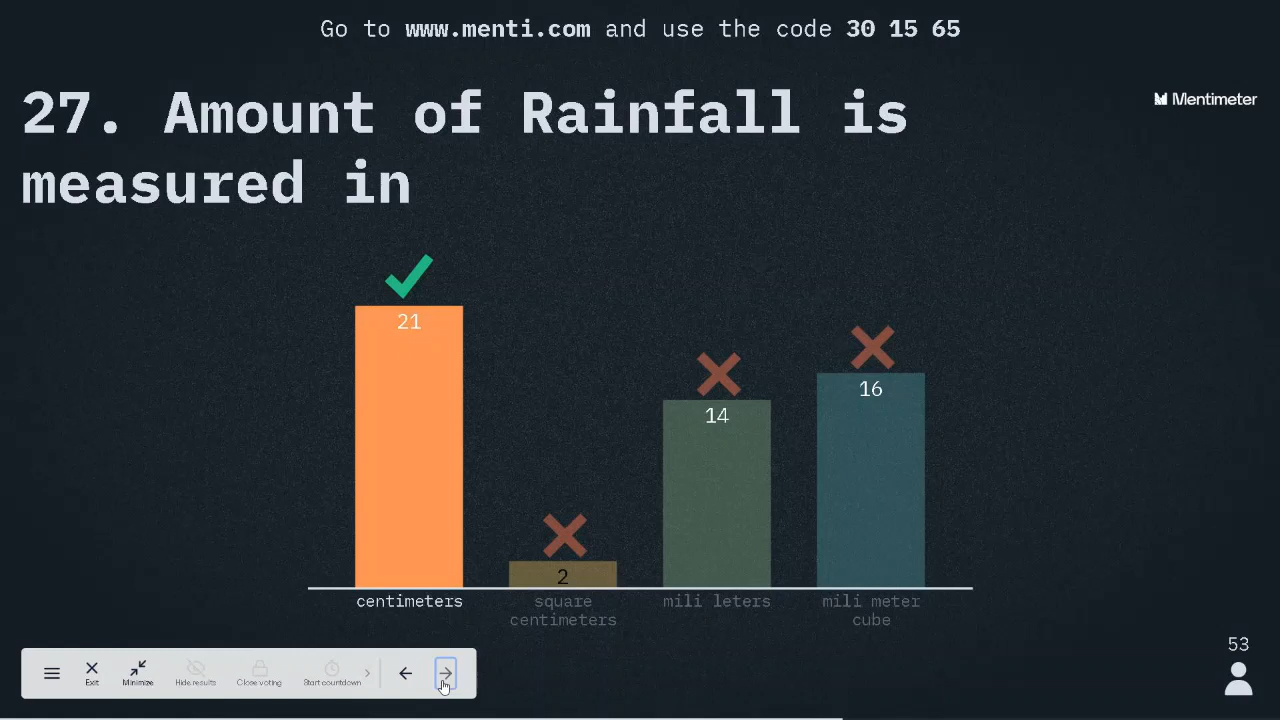 Go to www.menti.com and use the code 30 15 65
27. Amount of Rainfall is
measured in
Mentimeter
21
2
14
16
centimeters
square
centimeters
mili leters
mili meter
cube
53
Exit
Minimize
Hide results
Close voting
Start countdown